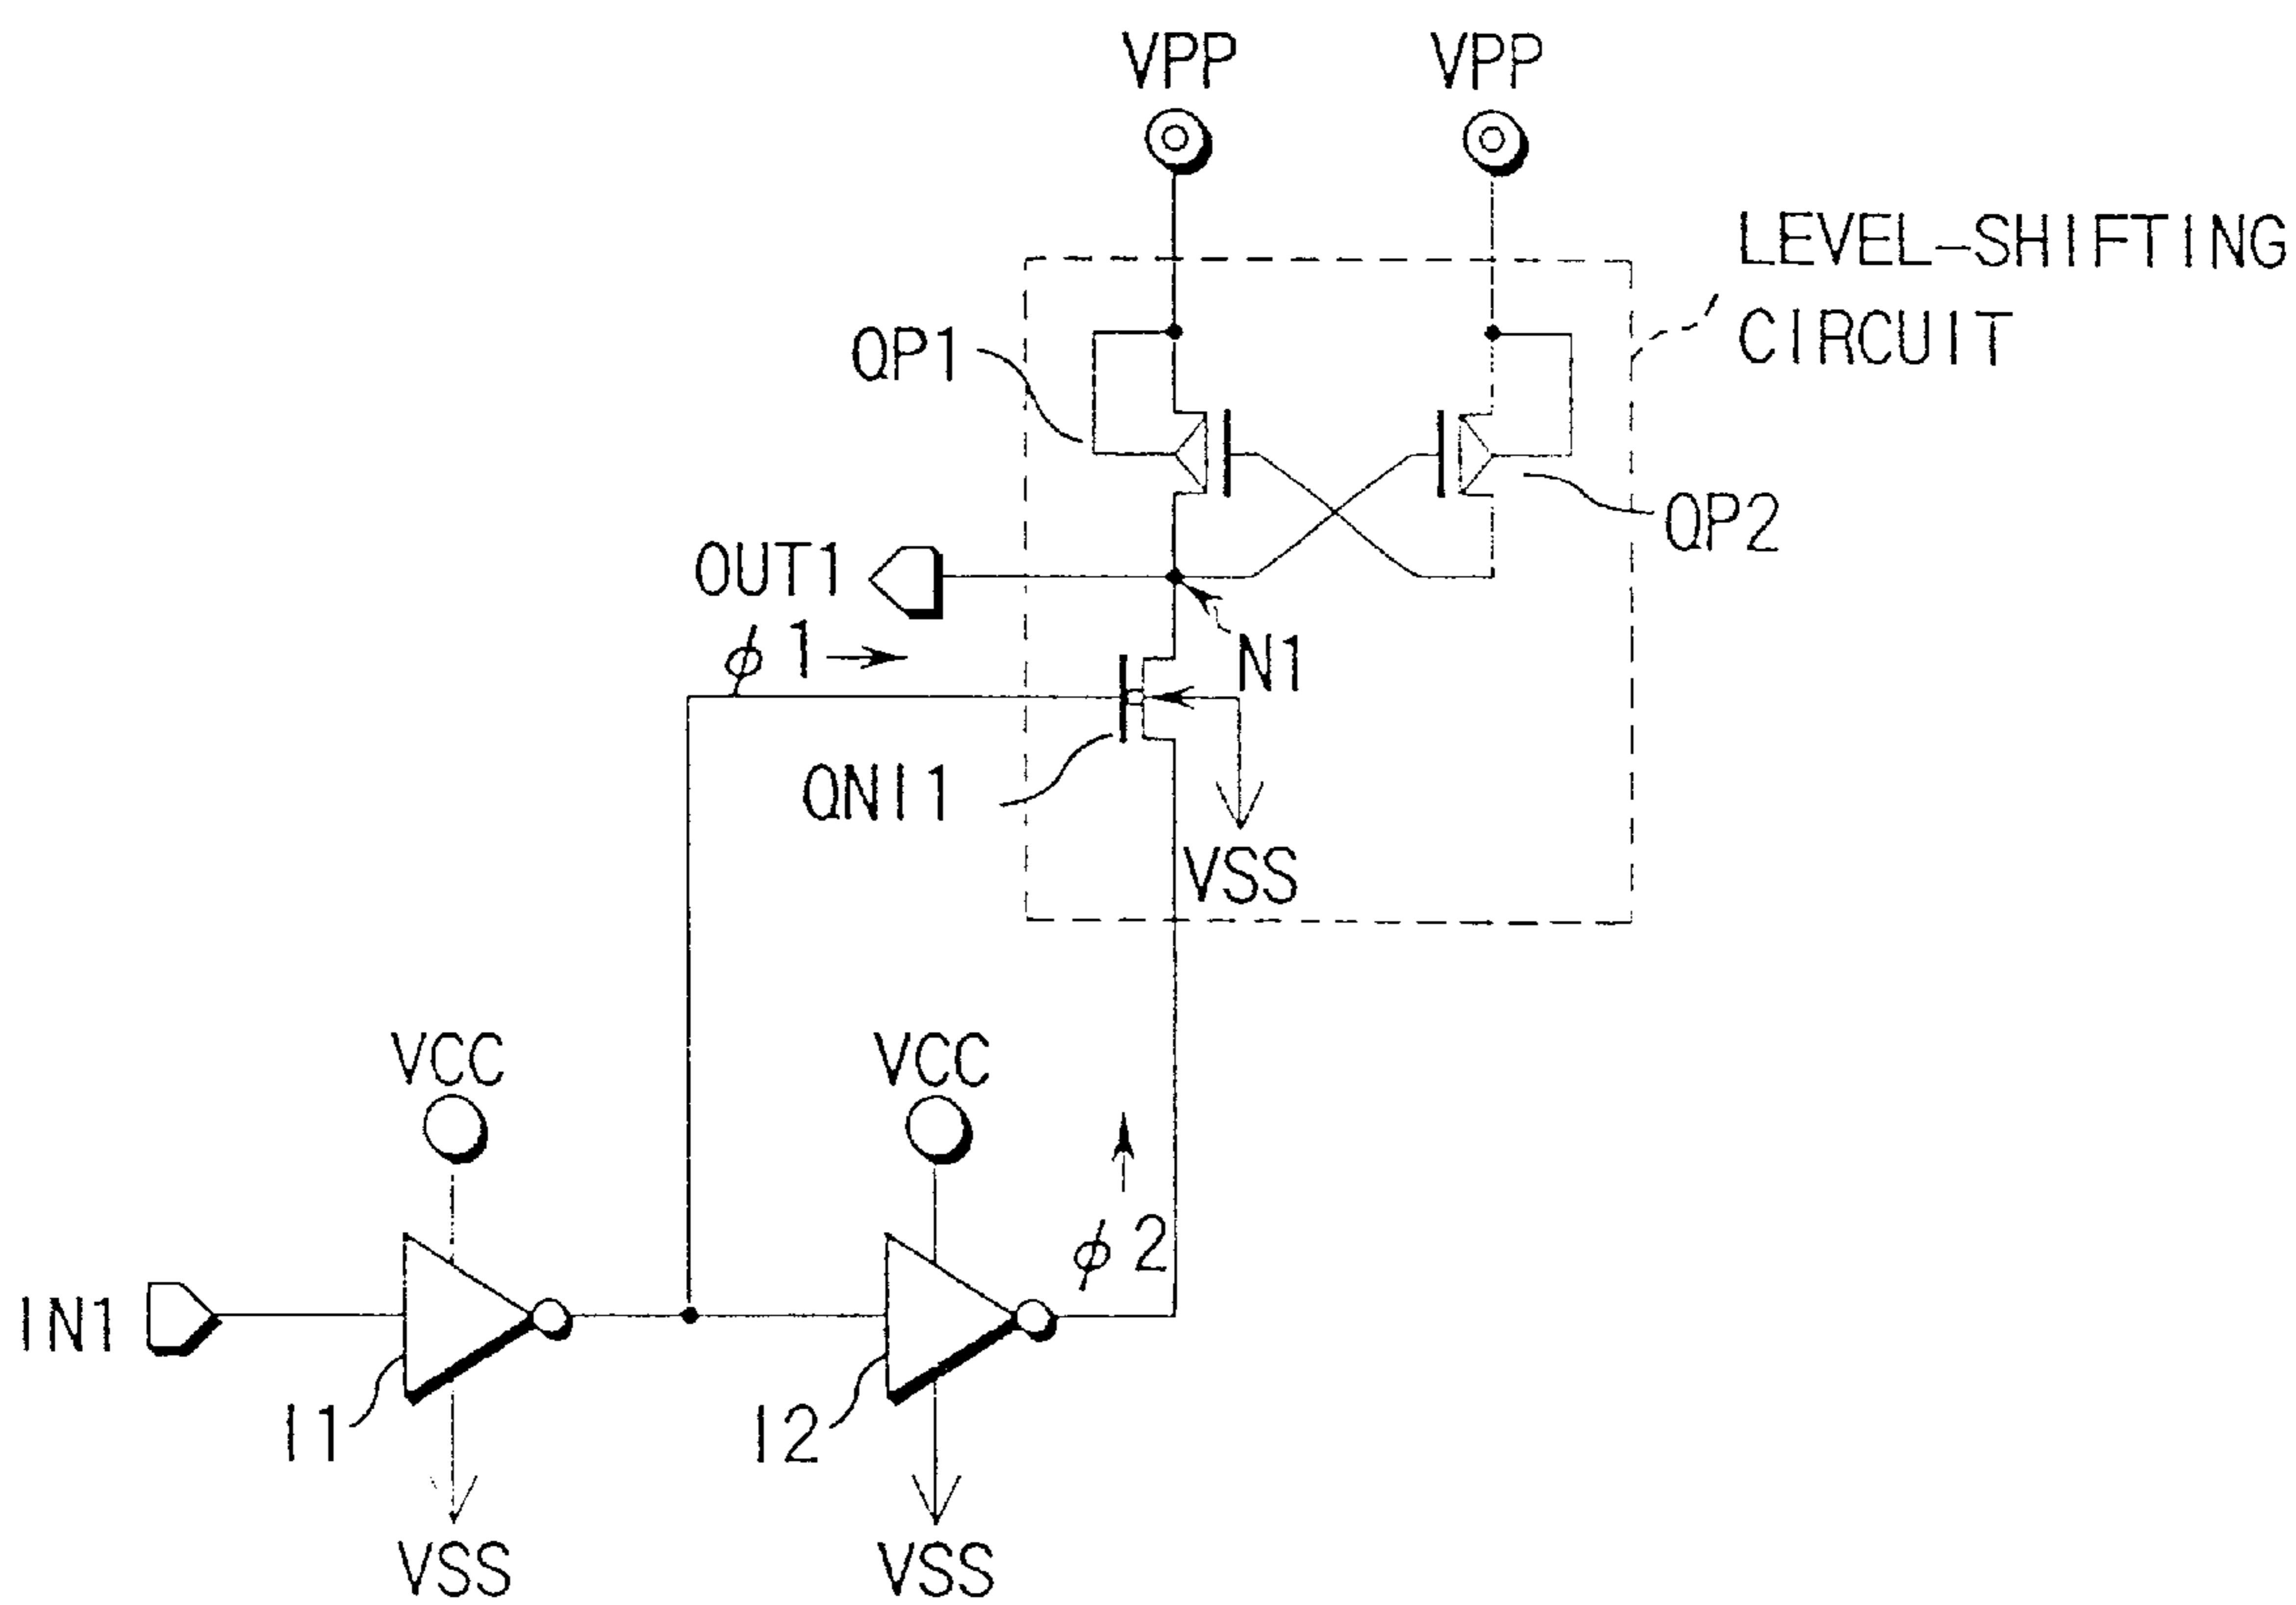 VPP
VPP
LEVEL-SHIFTING
CIRCUIT
QP1
QP2
OUT1
φ1
N1
QNI1
VSS
VCC
VCC
φ2
IN1
I1
I2
VSS
VSS